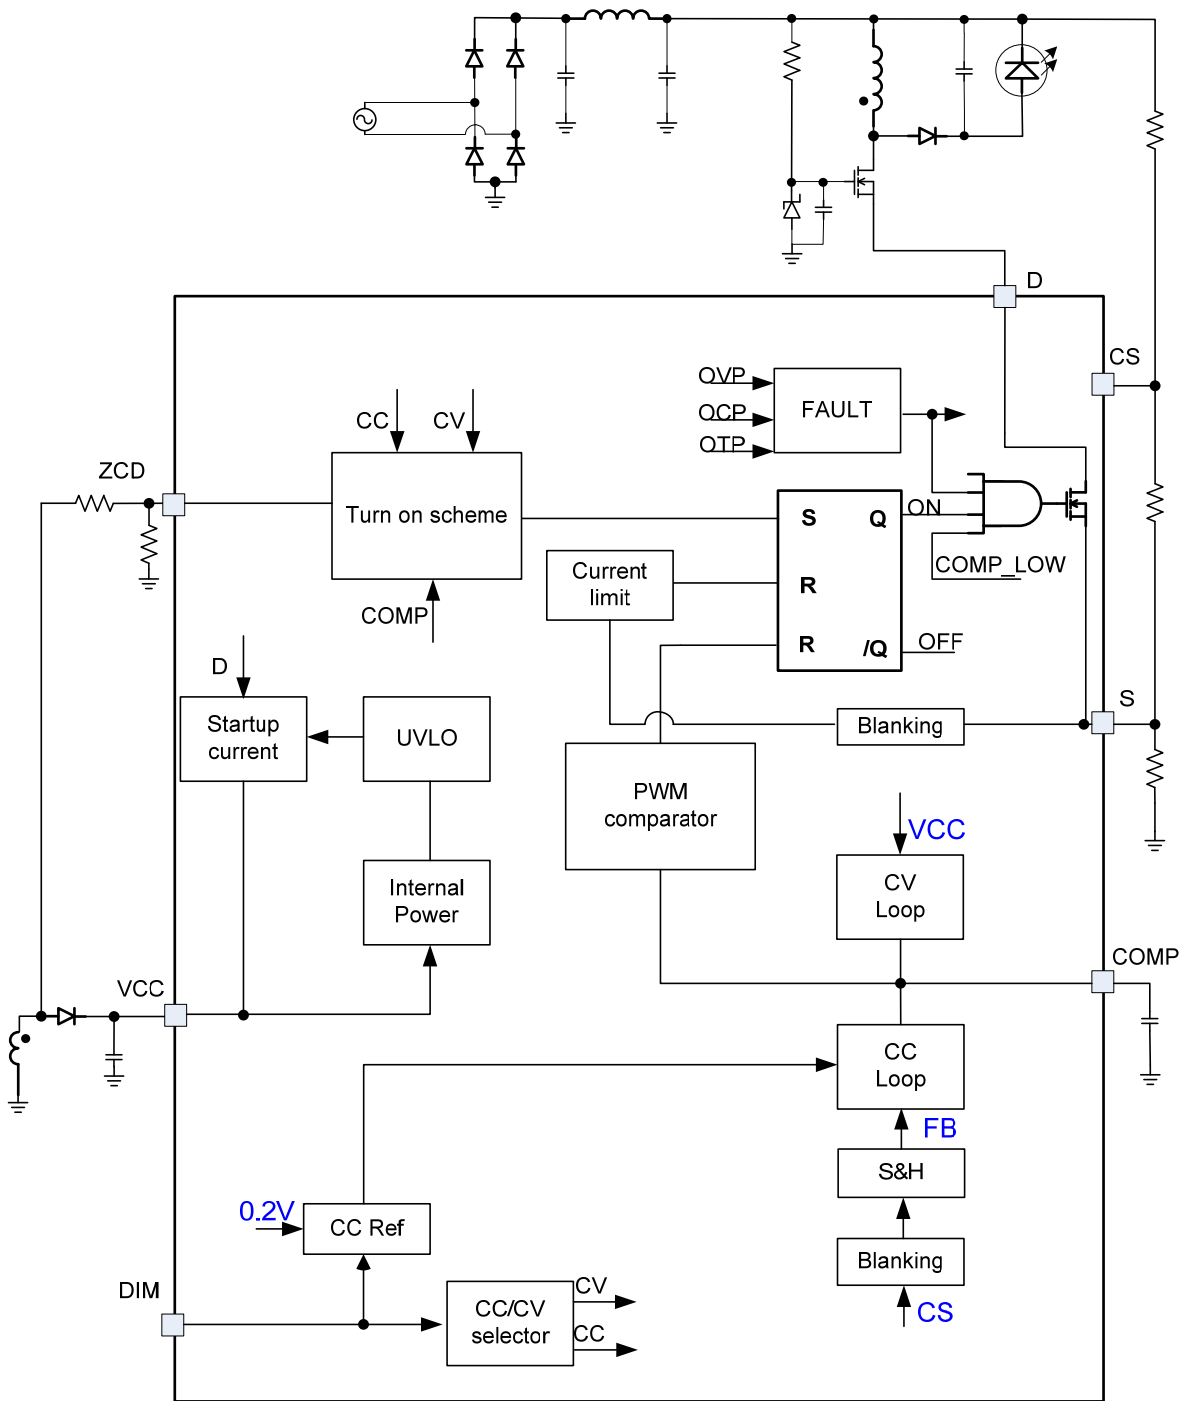 D
CS
OVP
OCP
OTP
FAULT
CC
CV
ZCD
Turn on scheme
COMP
S
Q
R
R
/Q
ON
OFF
COMP_LOW
Current
limit
D
Startup
current
UVLO
Blanking
S
PWM
comparator
VCC
CV
Loop
Internal
Power
COMP
VCC
CC
Loop
FB
S&H
0.2V
CC Ref
Blanking
CS
DIM
CC/CV
selector
CV
CC